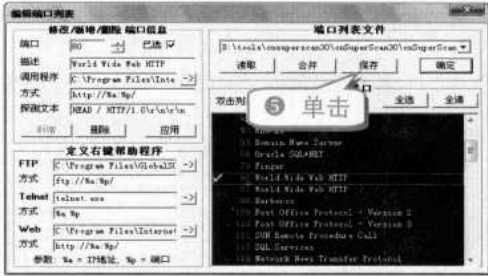 编辑端口列表
修改/新增/删除 端口信息
端口 80 已选
描述 World Wide Web HTTP
调用程序 C:\Program Files\Inte ->
方式 http://%a:%p/
探测文本 HEAD / HTTP/1.0\r\n\r\n
删除 应用
定义右键帮助程序
FTP C:\Program Files\GlobalSC ->
方式 ftp://%a:%p/
Telnet telnet.exe ->
方式 %a %p
Web C:\Program Files\Internet ->
方式 http://%a:%p/
参数: %a = IP地址, %p = 端口
端口列表文件
D:\tools\cnsuperscan30\cnSuperScan30\cnSuperScan
读取 合并 保存 确定
5 单击
双击列 口 全选 全清
Domain Name Server
Oracle SQL*NET
Finger
World Wide Web HTTP
World Wide Web HTTP
Kerberos
Post Office Protocol - Version 2
Post Office Protocol - Version 3
SUN Remote Procedure Call
SQL Services
Network News Transfer Protocol